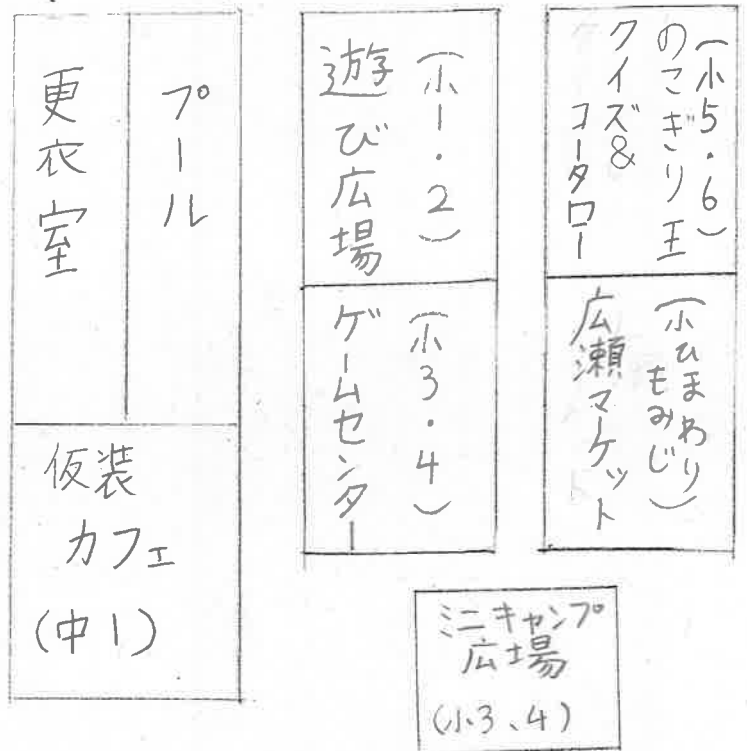 更衣室
プール
仮装
カフェ
(中1)
(小1・2)
遊び広場
(小3・4)
ゲームセンター
(小5・6)
のこぎり王
クイズ&
コータロー
(小ひまわり
もみじ)
広瀬マーケット
ミニキャンプ
広場
(小3、4)